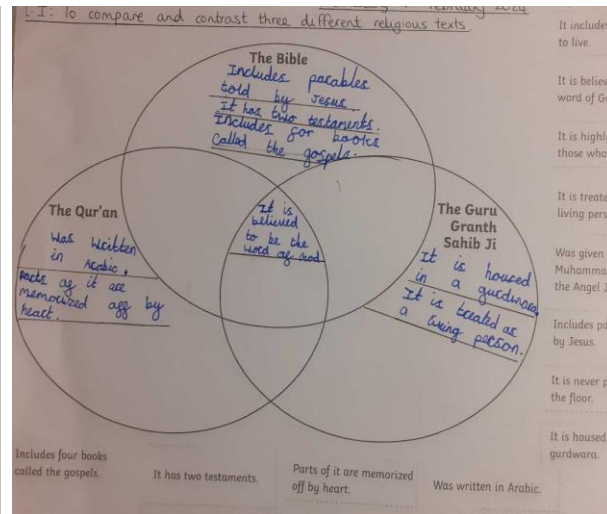 L.I: To compare and contrast three different religious texts.
February 2024
The Bible
Includes parables
told by Jesus.
It has two testaments.
Includes for books
called the gospels.
The Qur'an
Was written
in Arabic.
Parts of it are
memorized off by
heart.
It is
believed
to be the
word of God
The Guru
Granth
Sahib Ji
It is housed
in a gurdwara.
It is treated as
a living person.
It include
to live.
It is believ
word of G
It is highl
those who
It is treate
living pers
Was given
Muhamma
the Angel J
Includes pa
by Jesus.
It is never p
the floor.
It is housed
gurdwara.
Includes four books
called the gospels.
It has two testaments.
Parts of it are memorized
off by heart.
Was written in Arabic.